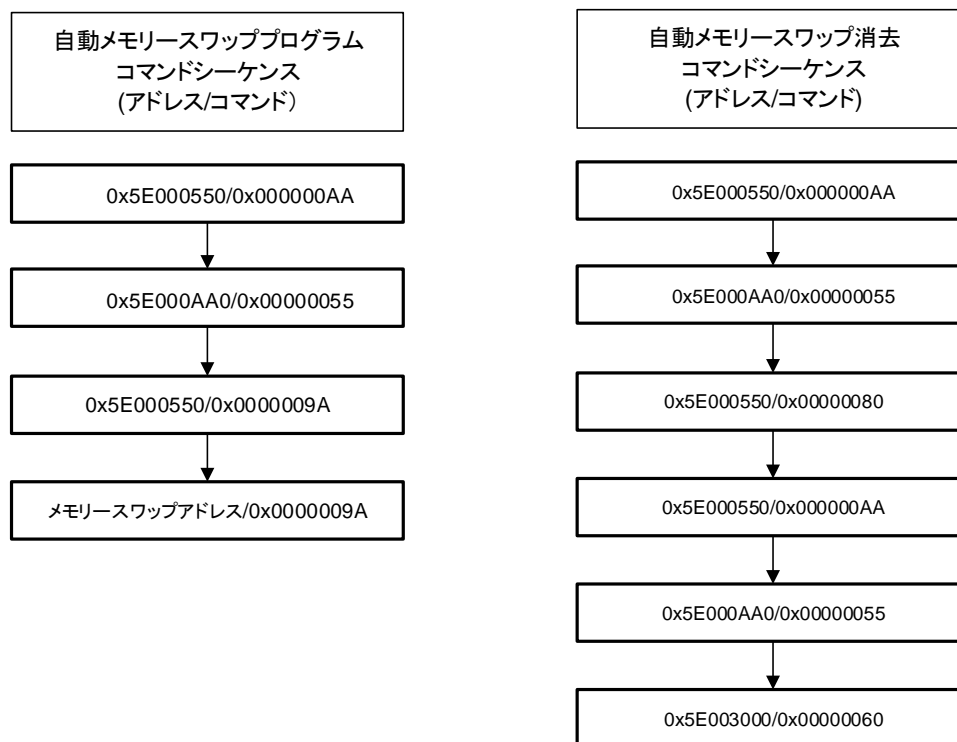 自動メモリースワッププログラム
コマンドシーケンス
(アドレス/コマンド)
0x5E000550/0x000000AA
0x5E000AA0/0x00000055
0x5E000550/0x0000009A
メモリースワップアドレス/0x0000009A
自動メモリースワップ消去
コマンドシーケンス
(アドレス/コマンド)
0x5E000550/0x000000AA
0x5E000AA0/0x00000055
0x5E000550/0x00000080
0x5E000550/0x000000AA
0x5E000AA0/0x00000055
0x5E003000/0x00000060